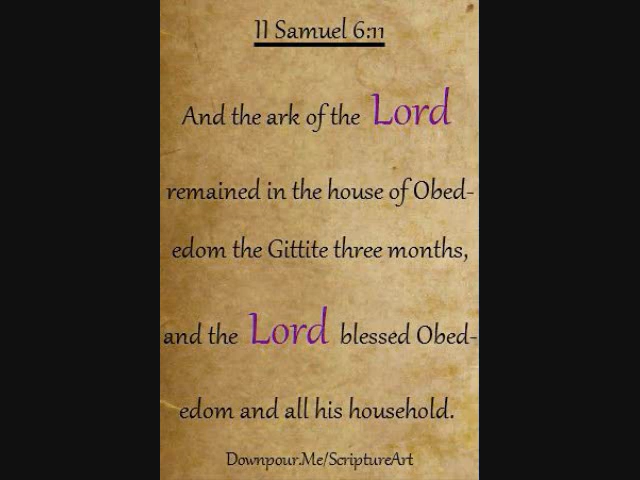 II Samuel 6:11
And the ark of the Lord
remained in the house of Obed-
edom the Gittite three months,
and the Lord blessed Obed-
edom and all his household.
Downpour.Me/ScriptureArt